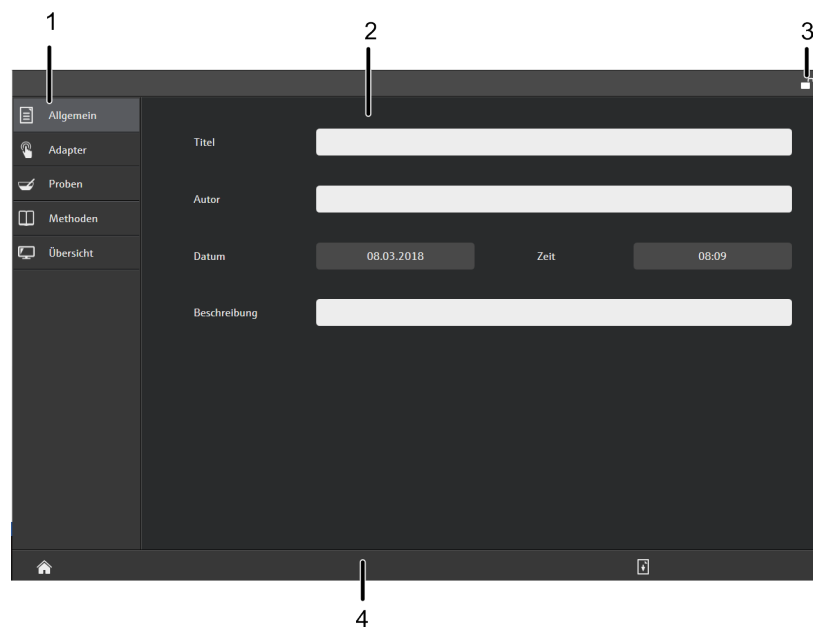 1
2
3
Allgemein
Adapter
Proben
Methoden
Übersicht
Titel
Autor
Datum 08.03.2018 Zeit 08:09
Beschreibung
4